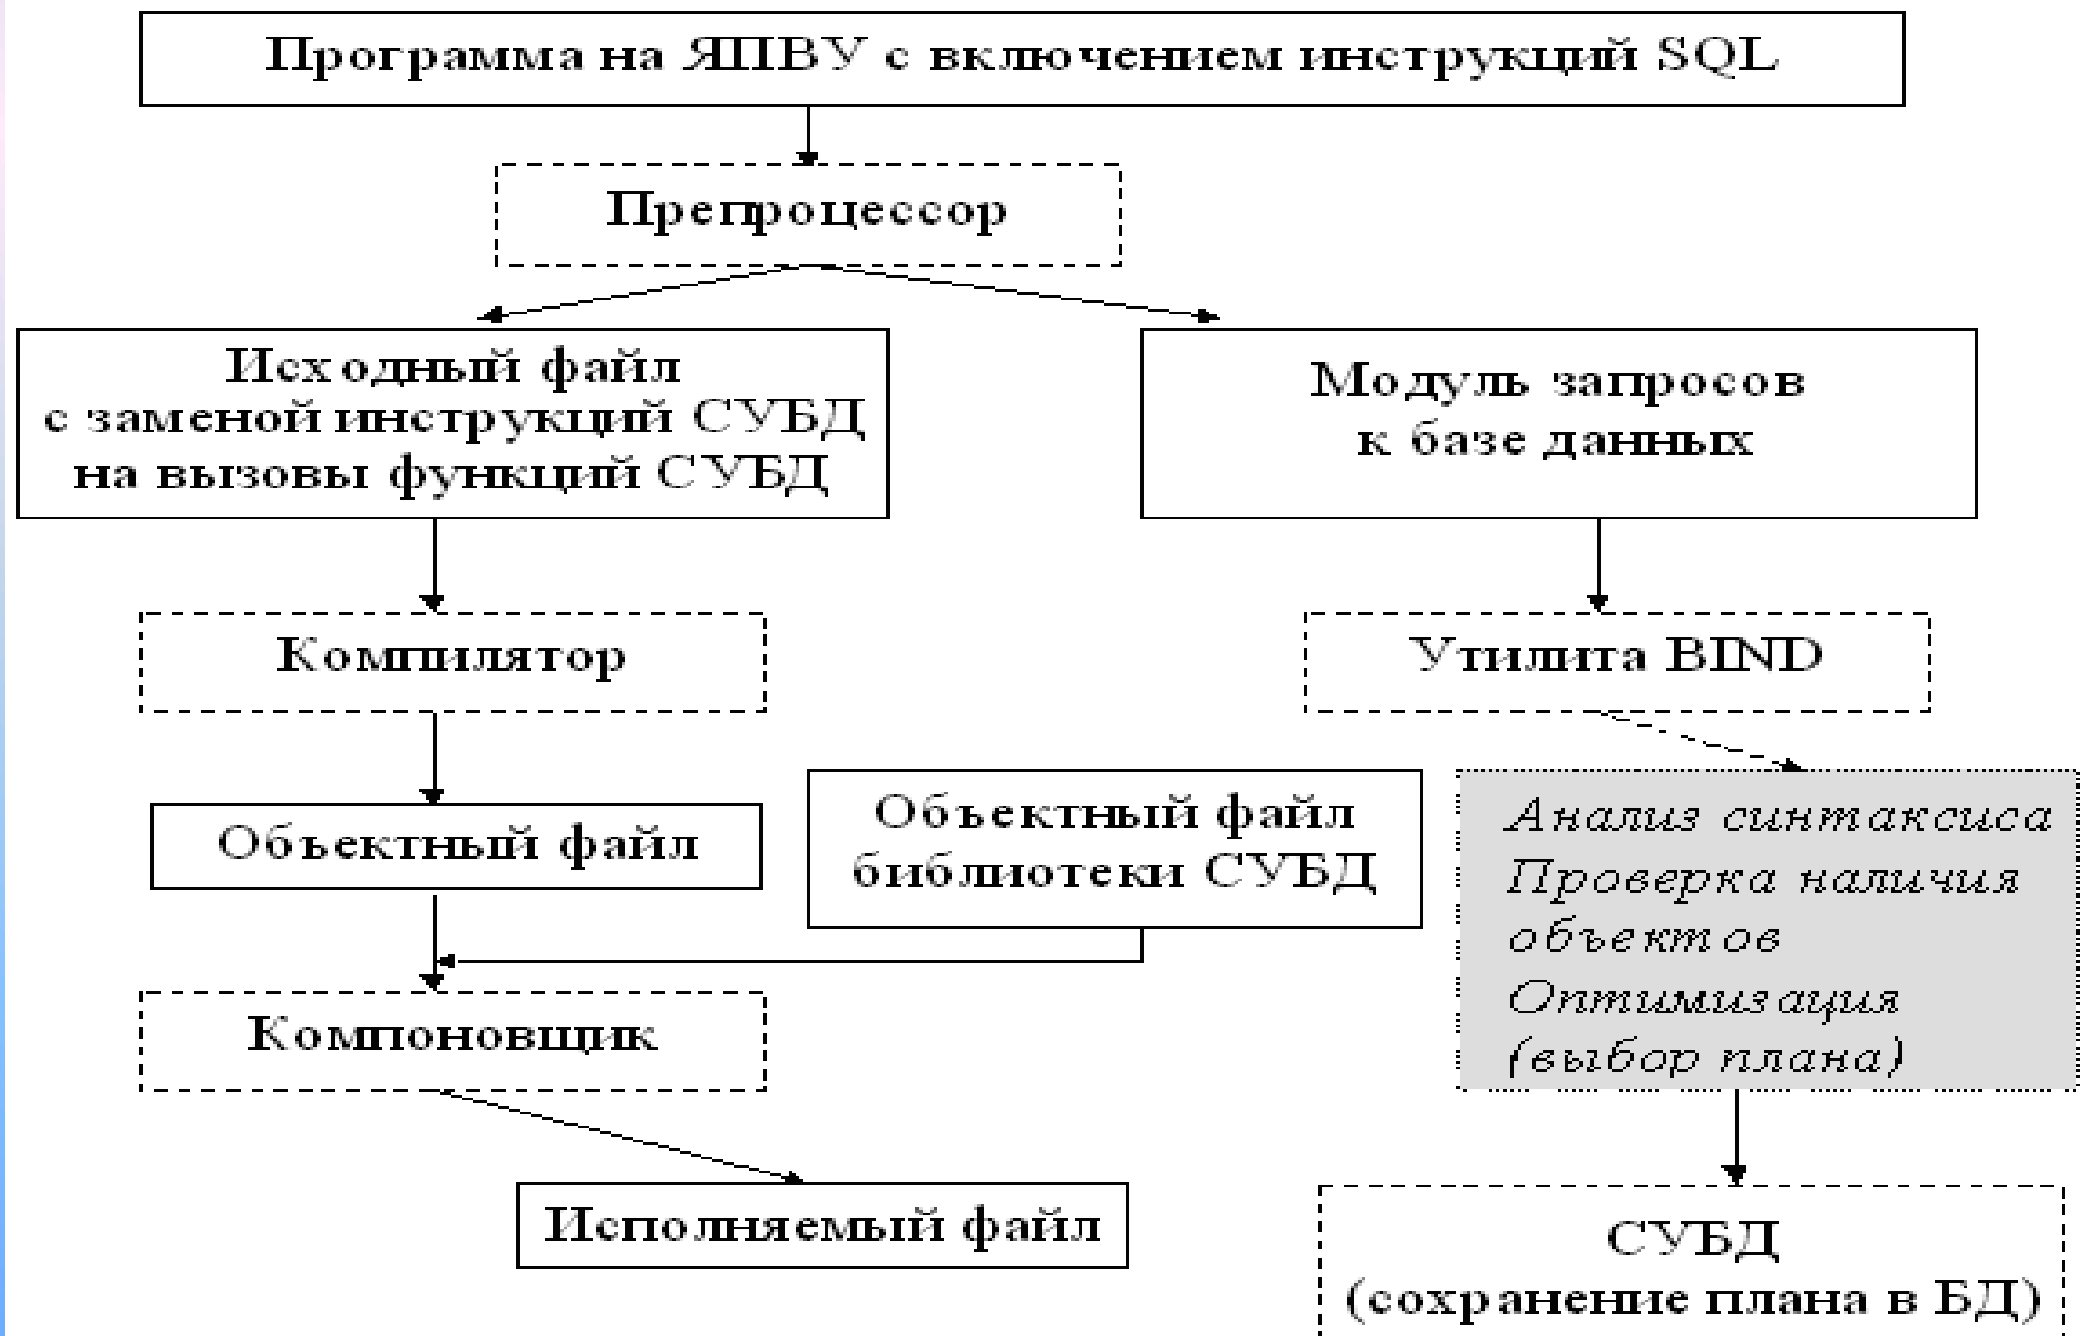 Программа на ЯПВУ с включением инструкций SQL
Препроцессор
Исходный файл
с заменой инструкций СУБД
на вызовы функций СУБД
Модуль запросов
к базе данных
Компилятор
Утилита BIND
Объектный файл
Объектный файл
библиотеки СУБД
Анализ синтаксиса
Проверка наличия
объектов
Оптимизация
(выбор плана)
Компоновщик
Исполняемый файл
СУБД
(сохранение плана в БД)